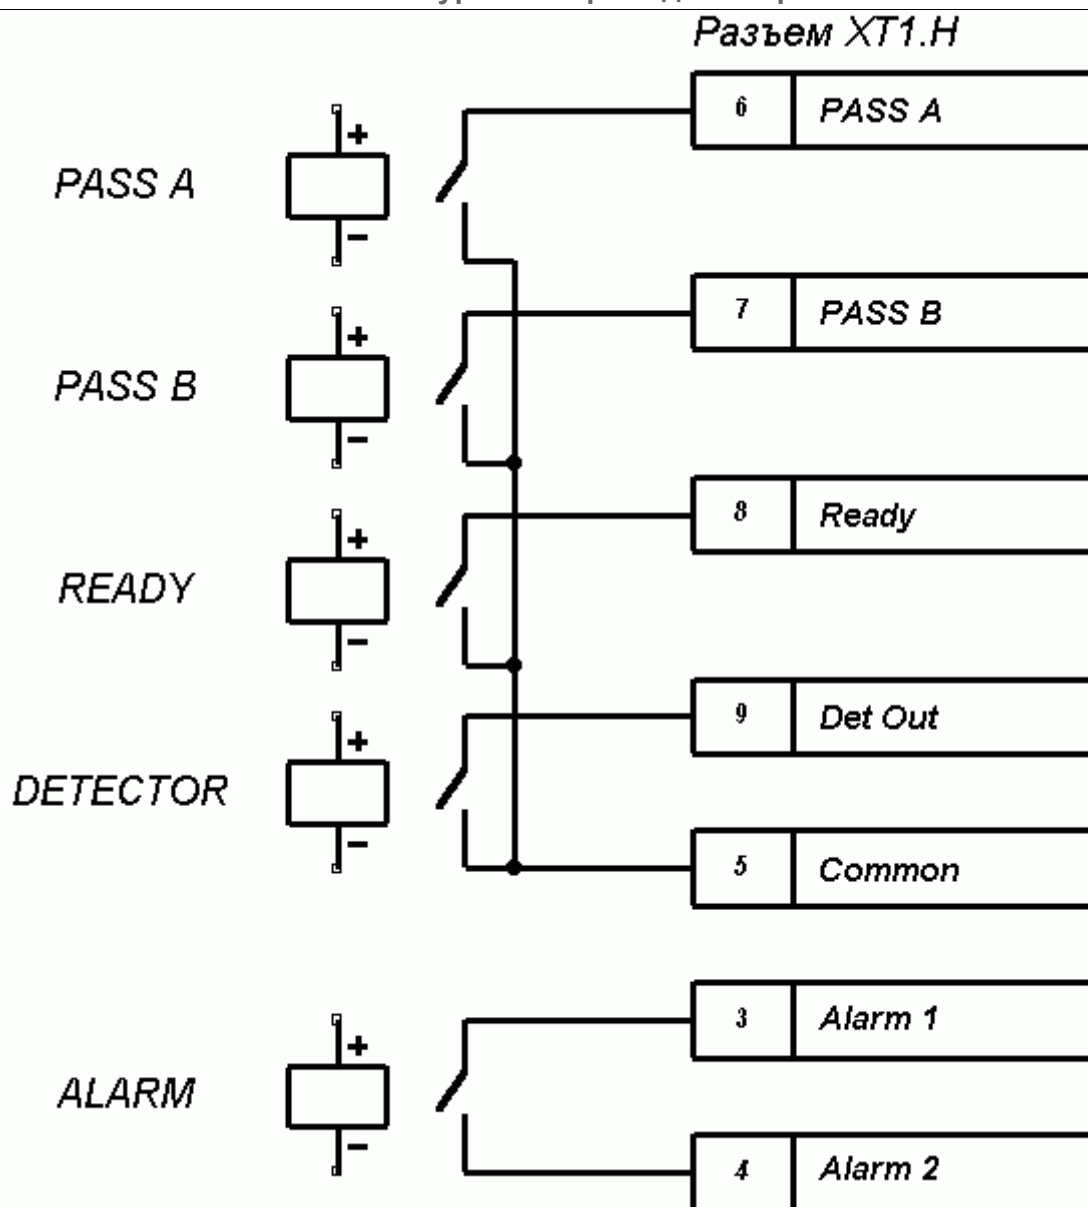 Разъем XT1.H
6 PASS A
PASS A
+
−
7 PASS B
PASS B
+
−
8 Ready
READY
+
−
9 Det Out
DETECTOR
+
−
5 Common
3 Alarm 1
ALARM
+
−
4 Alarm 2